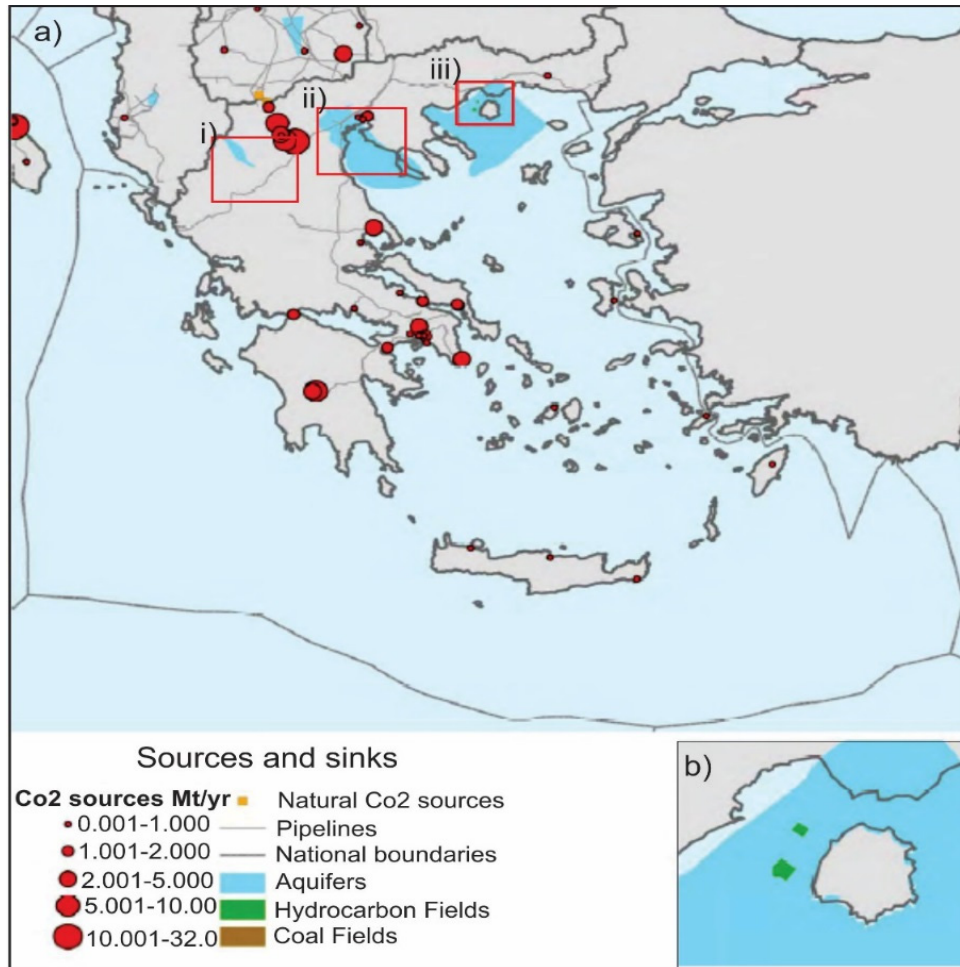 a)
iii)
ii)
i)
Sources and sinks
Co2 sources Mt/yr
Natural Co2 sources
0.001-1.000
Pipelines
1.001-2.000
National boundaries
2.001-5.000
Aquifers
5.001-10.00
Hydrocarbon Fields
10.001-32.0
Coal Fields
b)